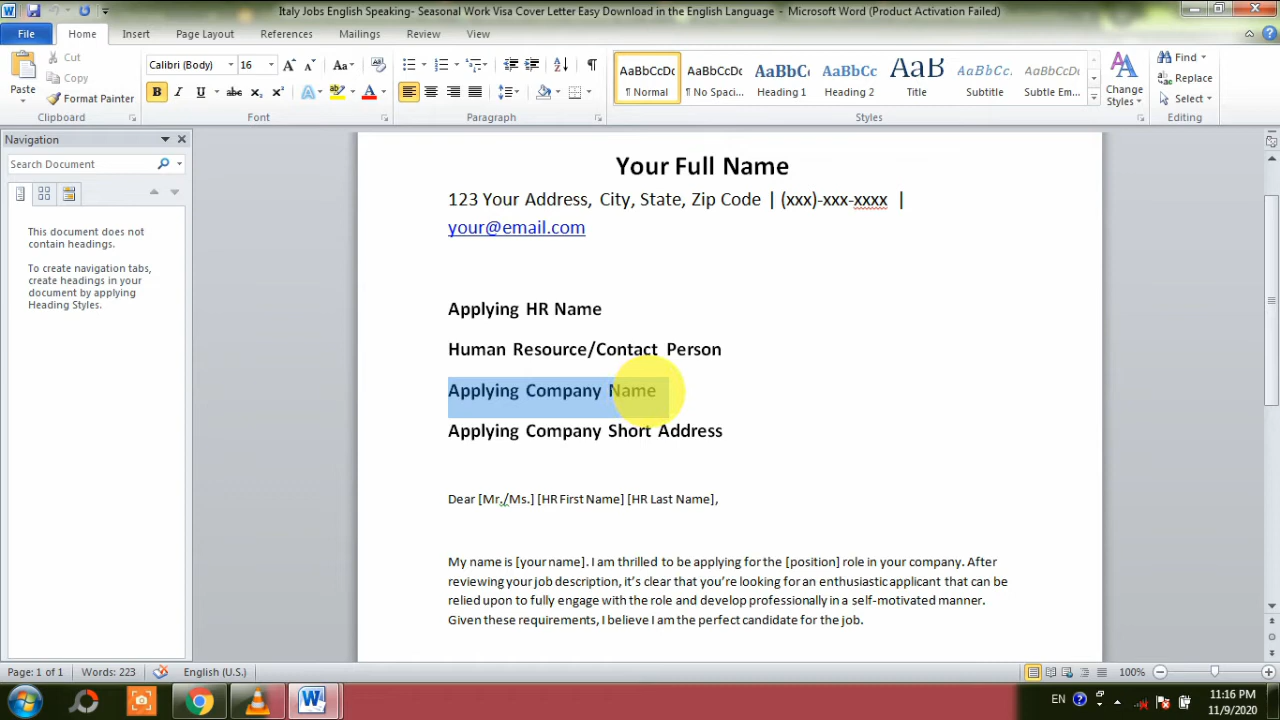 Italy Jobs English Speaking- Seasonal Work Visa Cover Letter Easy Download in the English Language - Microsoft Word (Product Activation Failed)
File Home Insert Page Layout References Mailings Review View
Paste
Cut
Copy
Format Painter
Clipboard
Calibri (Body) 16
Font
Paragraph
AaBbCcDc AaBbCcDc AaBbCc AaBbCc AaB AaBbCcL AaBbCcDc
¶ Normal ¶ No Spaci... Heading 1 Heading 2 Title Subtitle Subtle Em...
Styles
Change Styles
Find
Replace
Select
Editing
Navigation
Search Document
This document does not
contain headings.
To create navigation tabs,
create headings in your
document by applying
Heading Styles.
Your Full Name
123 Your Address, City, State, Zip Code | (xxx)-xxx-xxxx |
your@email.com
Applying HR Name
Human Resource/Contact Person
Applying Company Name
Applying Company Short Address
Dear [Mr./Ms.] [HR First Name] [HR Last Name],
My name is [your name]. I am thrilled to be applying for the [position] role in your company. After
reviewing your job description, it’s clear that you’re looking for an enthusiastic applicant that can be
relied upon to fully engage with the role and develop professionally in a self-motivated manner.
Given these requirements, I believe I am the perfect candidate for the job.
Page: 1 of 1 Words: 223 English (U.S.) 100%
EN 11:16 PM
11/9/2020